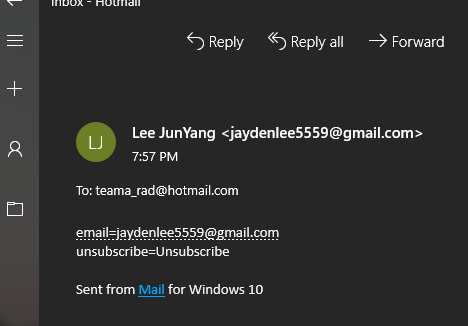 Inbox - Hotmail
Reply Reply all Forward
LJ Lee JunYang <jaydenlee5559@gmail.com>
7:57 PM
To: teama_rad@hotmail.com
email=jaydenlee5559@gmail.com
unsubscribe=Unsubscribe
Sent from Mail for Windows 10